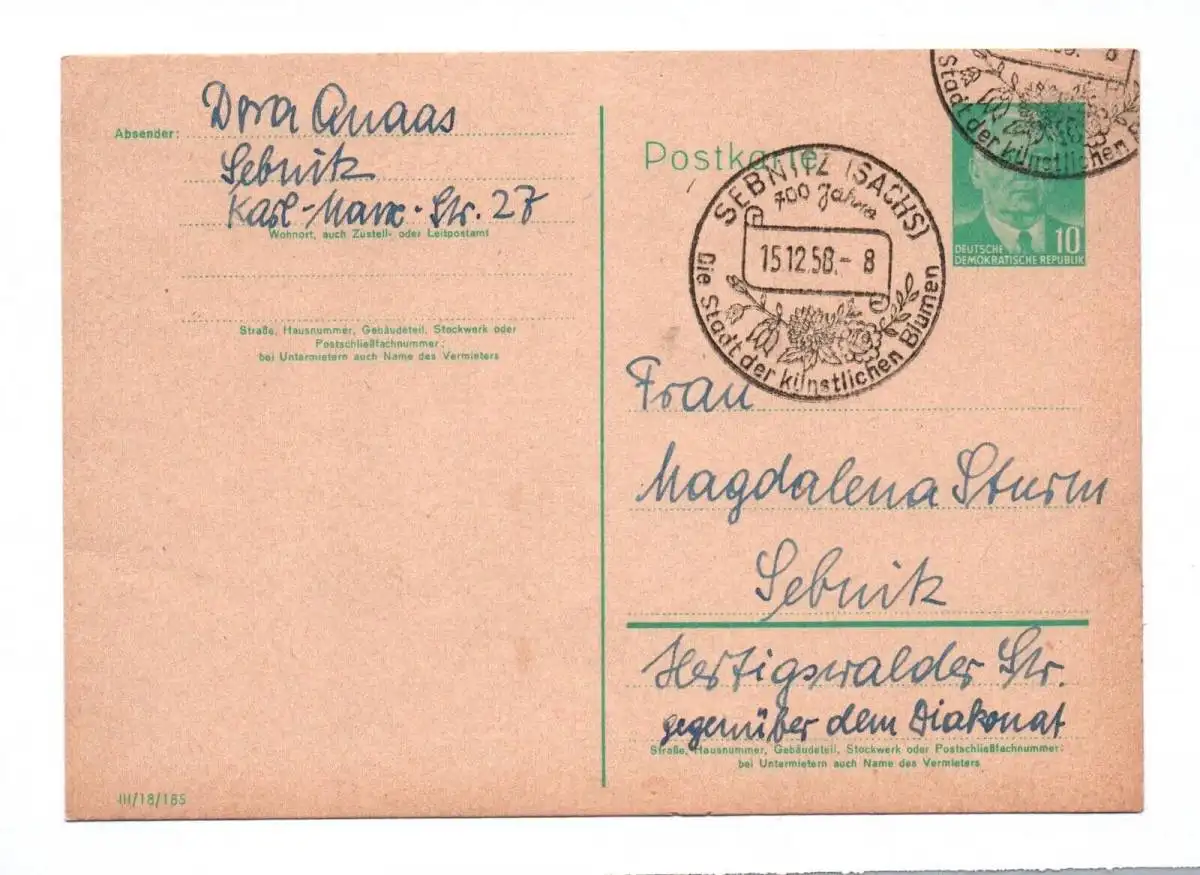 Absender: Dora Anaas
Sebnitz
Karl-Marx-Str. 27
Wohnort, auch Zustell- oder Leitpostamt
Straße, Hausnummer, Gebäudeteil, Stockwerk oder
Postschließfachnummer;
bei Untermietern auch Name des Vermieters
III/18/185
Postkarte
SEBNITZ (SACHS)
700 Jahre
15.12.58.- 8
Die Stadt der künstlichen Blumen
8
Stadt der künstlichen
DEUTSCHE
DEMOKRATISCHE REPUBLIK
10
Frau
Magdalena Sturm
Sebnitz
Hertigswalder Str.
gegenüber dem Diakonat
Straße, Hausnummer, Gebäudeteil, Stockwerk oder Postschließfachnummer;
bei Untermietern auch Name des Vermieters